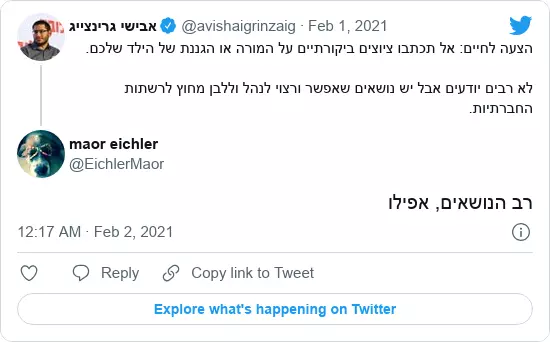 אבישי גרינצייג @avishaigrinzaig · Feb 1, 2021
הצעה לחיים: אל תכתבו ציוצים ביקורתיים על המורה או הגננת של הילד שלכם.
לא רבים יודעים אבל יש נושאים שאפשר ורצוי לנהל וללבן מחוץ לרשתות
החברתיות.
maor eichler
@EichlerMaor
רב הנושאים, אפילו
12:17 AM · Feb 2, 2021
Reply
Copy link to Tweet
Explore what's happening on Twitter